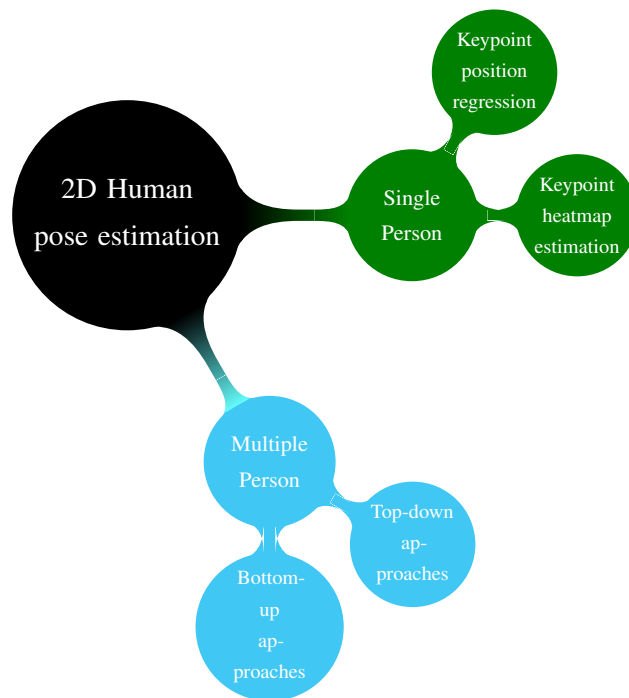 Keypoint
position
regression
2D Human
pose estimation
Single
Person
Keypoint
heatmap
estimation
Multiple
Person
Top-down
ap-
proaches
Bottom-
up
ap-
proaches